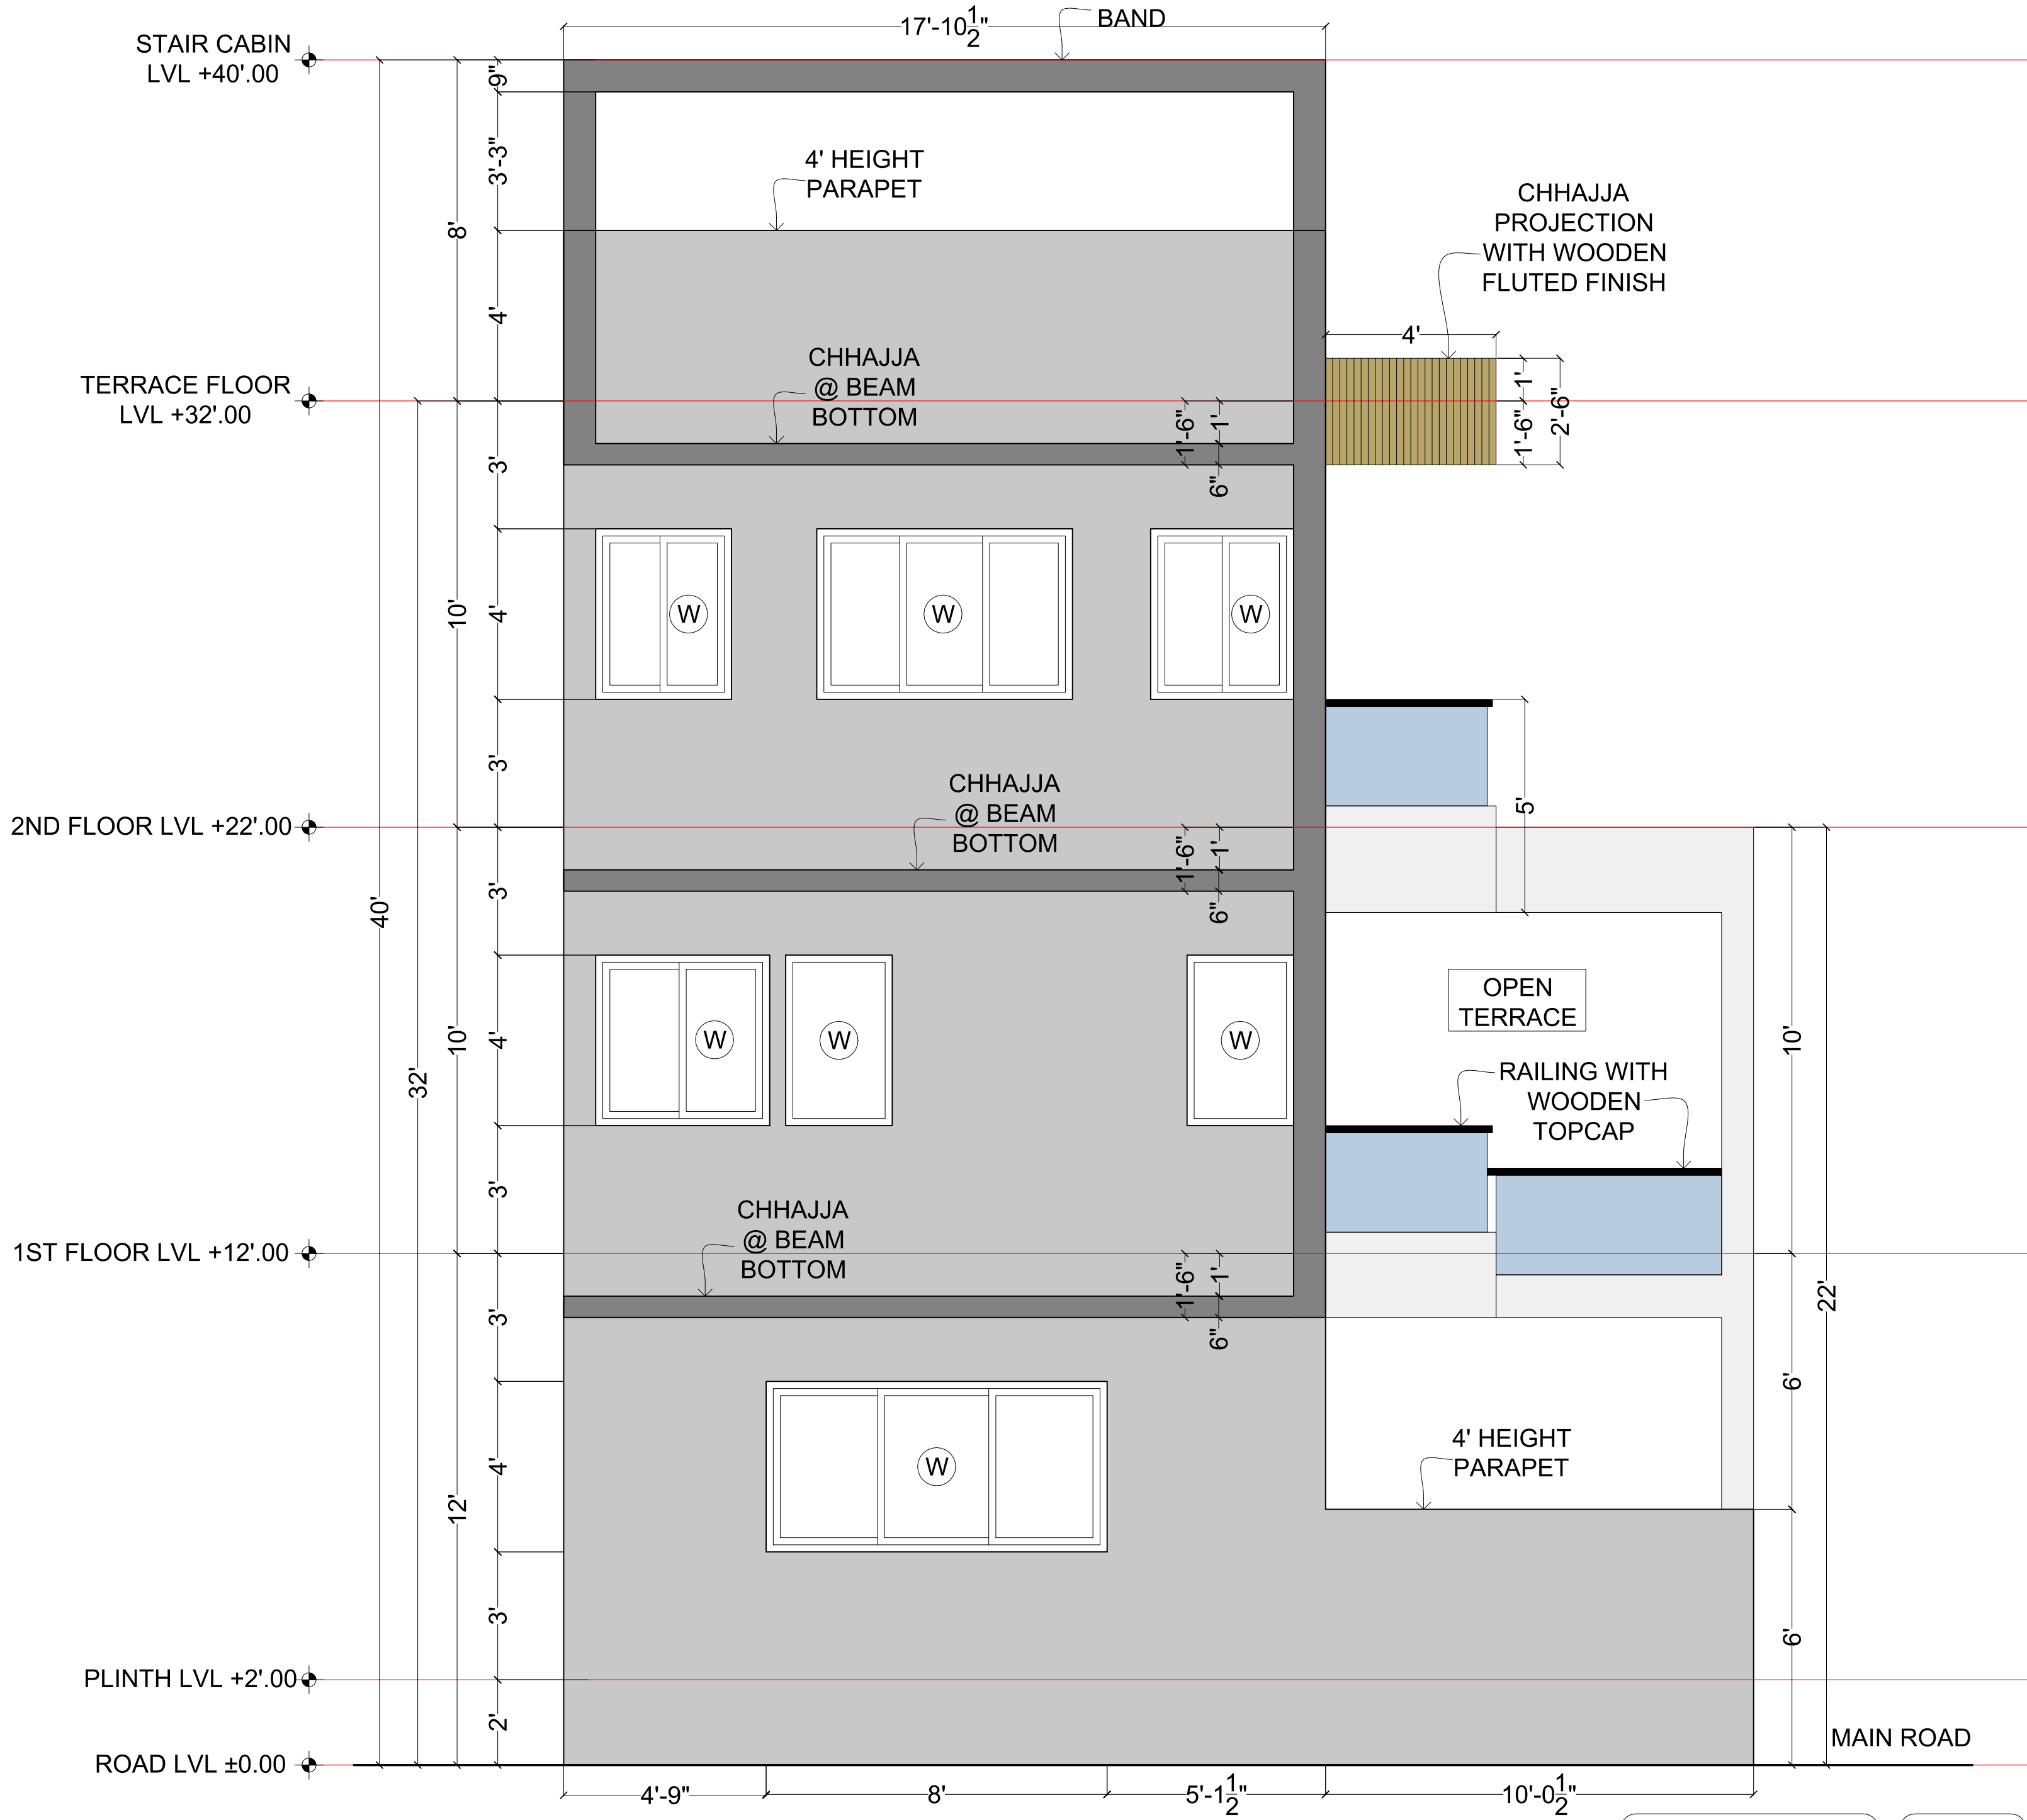 17'-10 1/2"
BAND
STAIR CABIN
LVL +40'.00
9"
3'-3"
4' HEIGHT
PARAPET
8'
CHHAJJA
PROJECTION
WITH WOODEN
FLUTED FINISH
4'
4'
CHHAJJA
@ BEAM
BOTTOM
TERRACE FLOOR
LVL +32'.00
1'-6"
1'
6"
1'
1'-6"
2'-6"
3'
W
W
W
10'
4'
3'
5'
CHHAJJA
@ BEAM
BOTTOM
2ND FLOOR LVL +22'.00
1'-6"
1'
6"
40'
3'
OPEN
TERRACE
W
W
W
32'
10'
4'
10'
RAILING WITH
WOODEN
TOPCAP
3'
CHHAJJA
@ BEAM
BOTTOM
1ST FLOOR LVL +12'.00
1'-6"
1'
6"
22'
3'
6'
4' HEIGHT
PARAPET
W
12'
4'
3'
6'
PLINTH LVL +2'.00
2'
MAIN ROAD
ROAD LVL ±0.00
4'-9"
8'
5'-1 1/2"
10'-0 1/2"